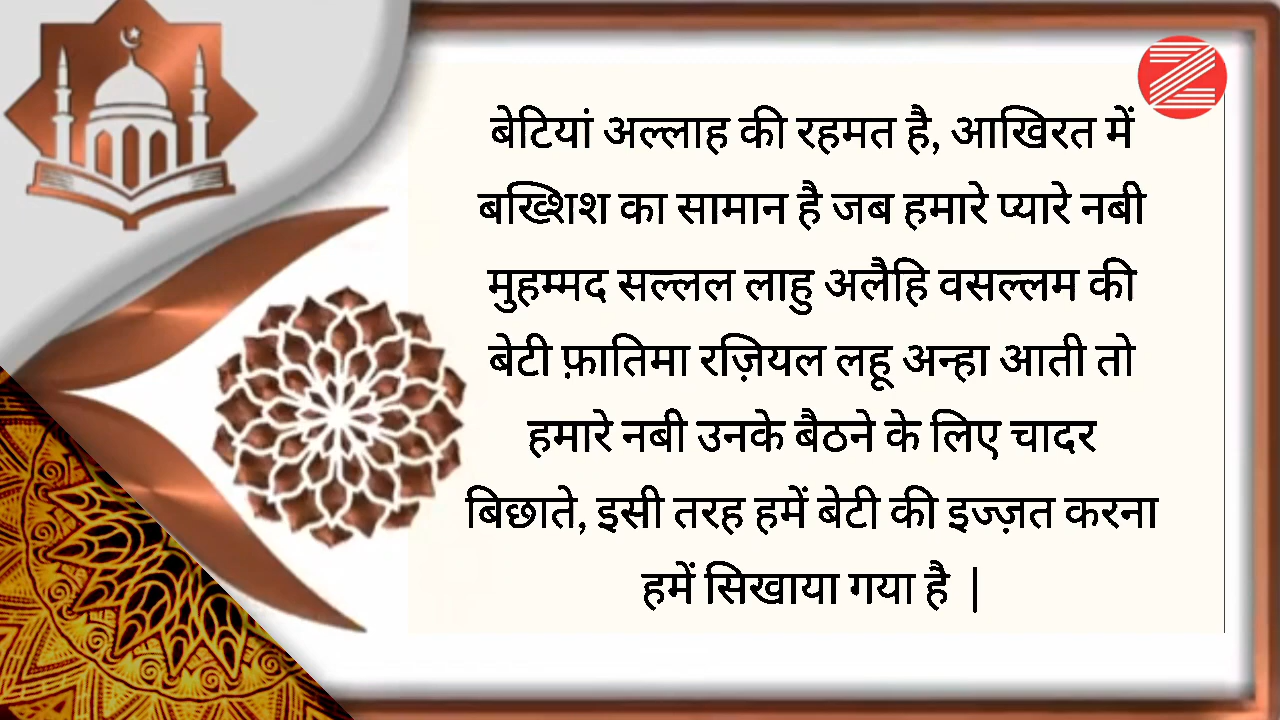 बेटियां अल्लाह की रहमत है, आखिरत में
बख्शिश का सामान है जब हमारे प्यारे नबी
मुहम्मद सल्लल लाहु अलैहि वसल्लम की
बेटी फ़ातिमा रज़ियल लहू अन्हा आती तो
हमारे नबी उनके बैठने के लिए चादर
बिछाते, इसी तरह हमें बेटी की इज्ज़त करना
हमें सिखाया गया है |